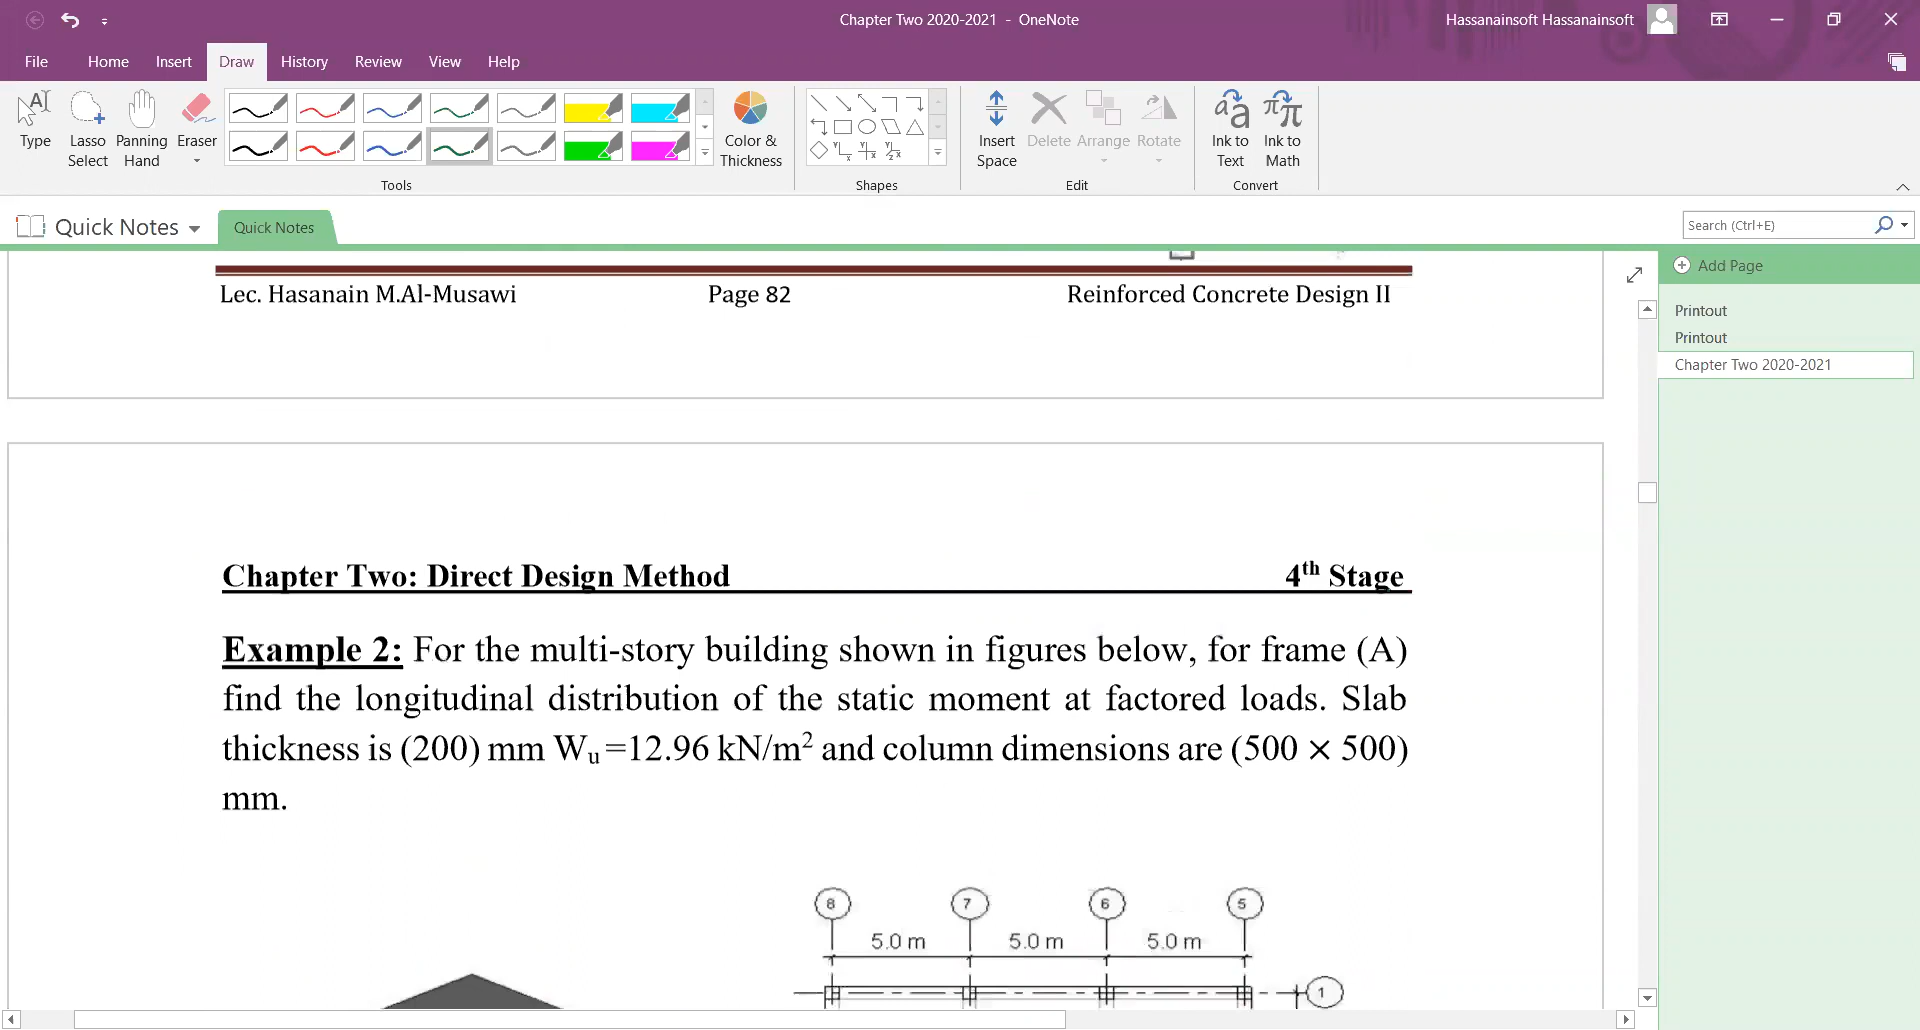 Chapter Two 2020-2021 - OneNote
Hassanainsoft Hassanainsoft
File Home Insert Draw History Review View Help
Type
Lasso Select
Panning Hand
Eraser
Color & Thickness
Insert Space
Delete
Arrange
Rotate
Ink to Text
Ink to Math
Tools
Shapes
Edit
Convert
Quick Notes
Quick Notes
Search (Ctrl+E)
Add Page
Printout
Printout
Chapter Two 2020-2021
Lec. Hasanain M.Al-Musawi Page 82 Reinforced Concrete Design II
Chapter Two: Direct Design Method 4th Stage
Example 2: For the multi-story building shown in figures below, for frame (A)
find the longitudinal distribution of the static moment at factored loads. Slab
thickness is (200) mm Wu=12.96 kN/m² and column dimensions are (500 × 500)
mm.
8 7 6 5
5.0 m 5.0 m 5.0 m
1